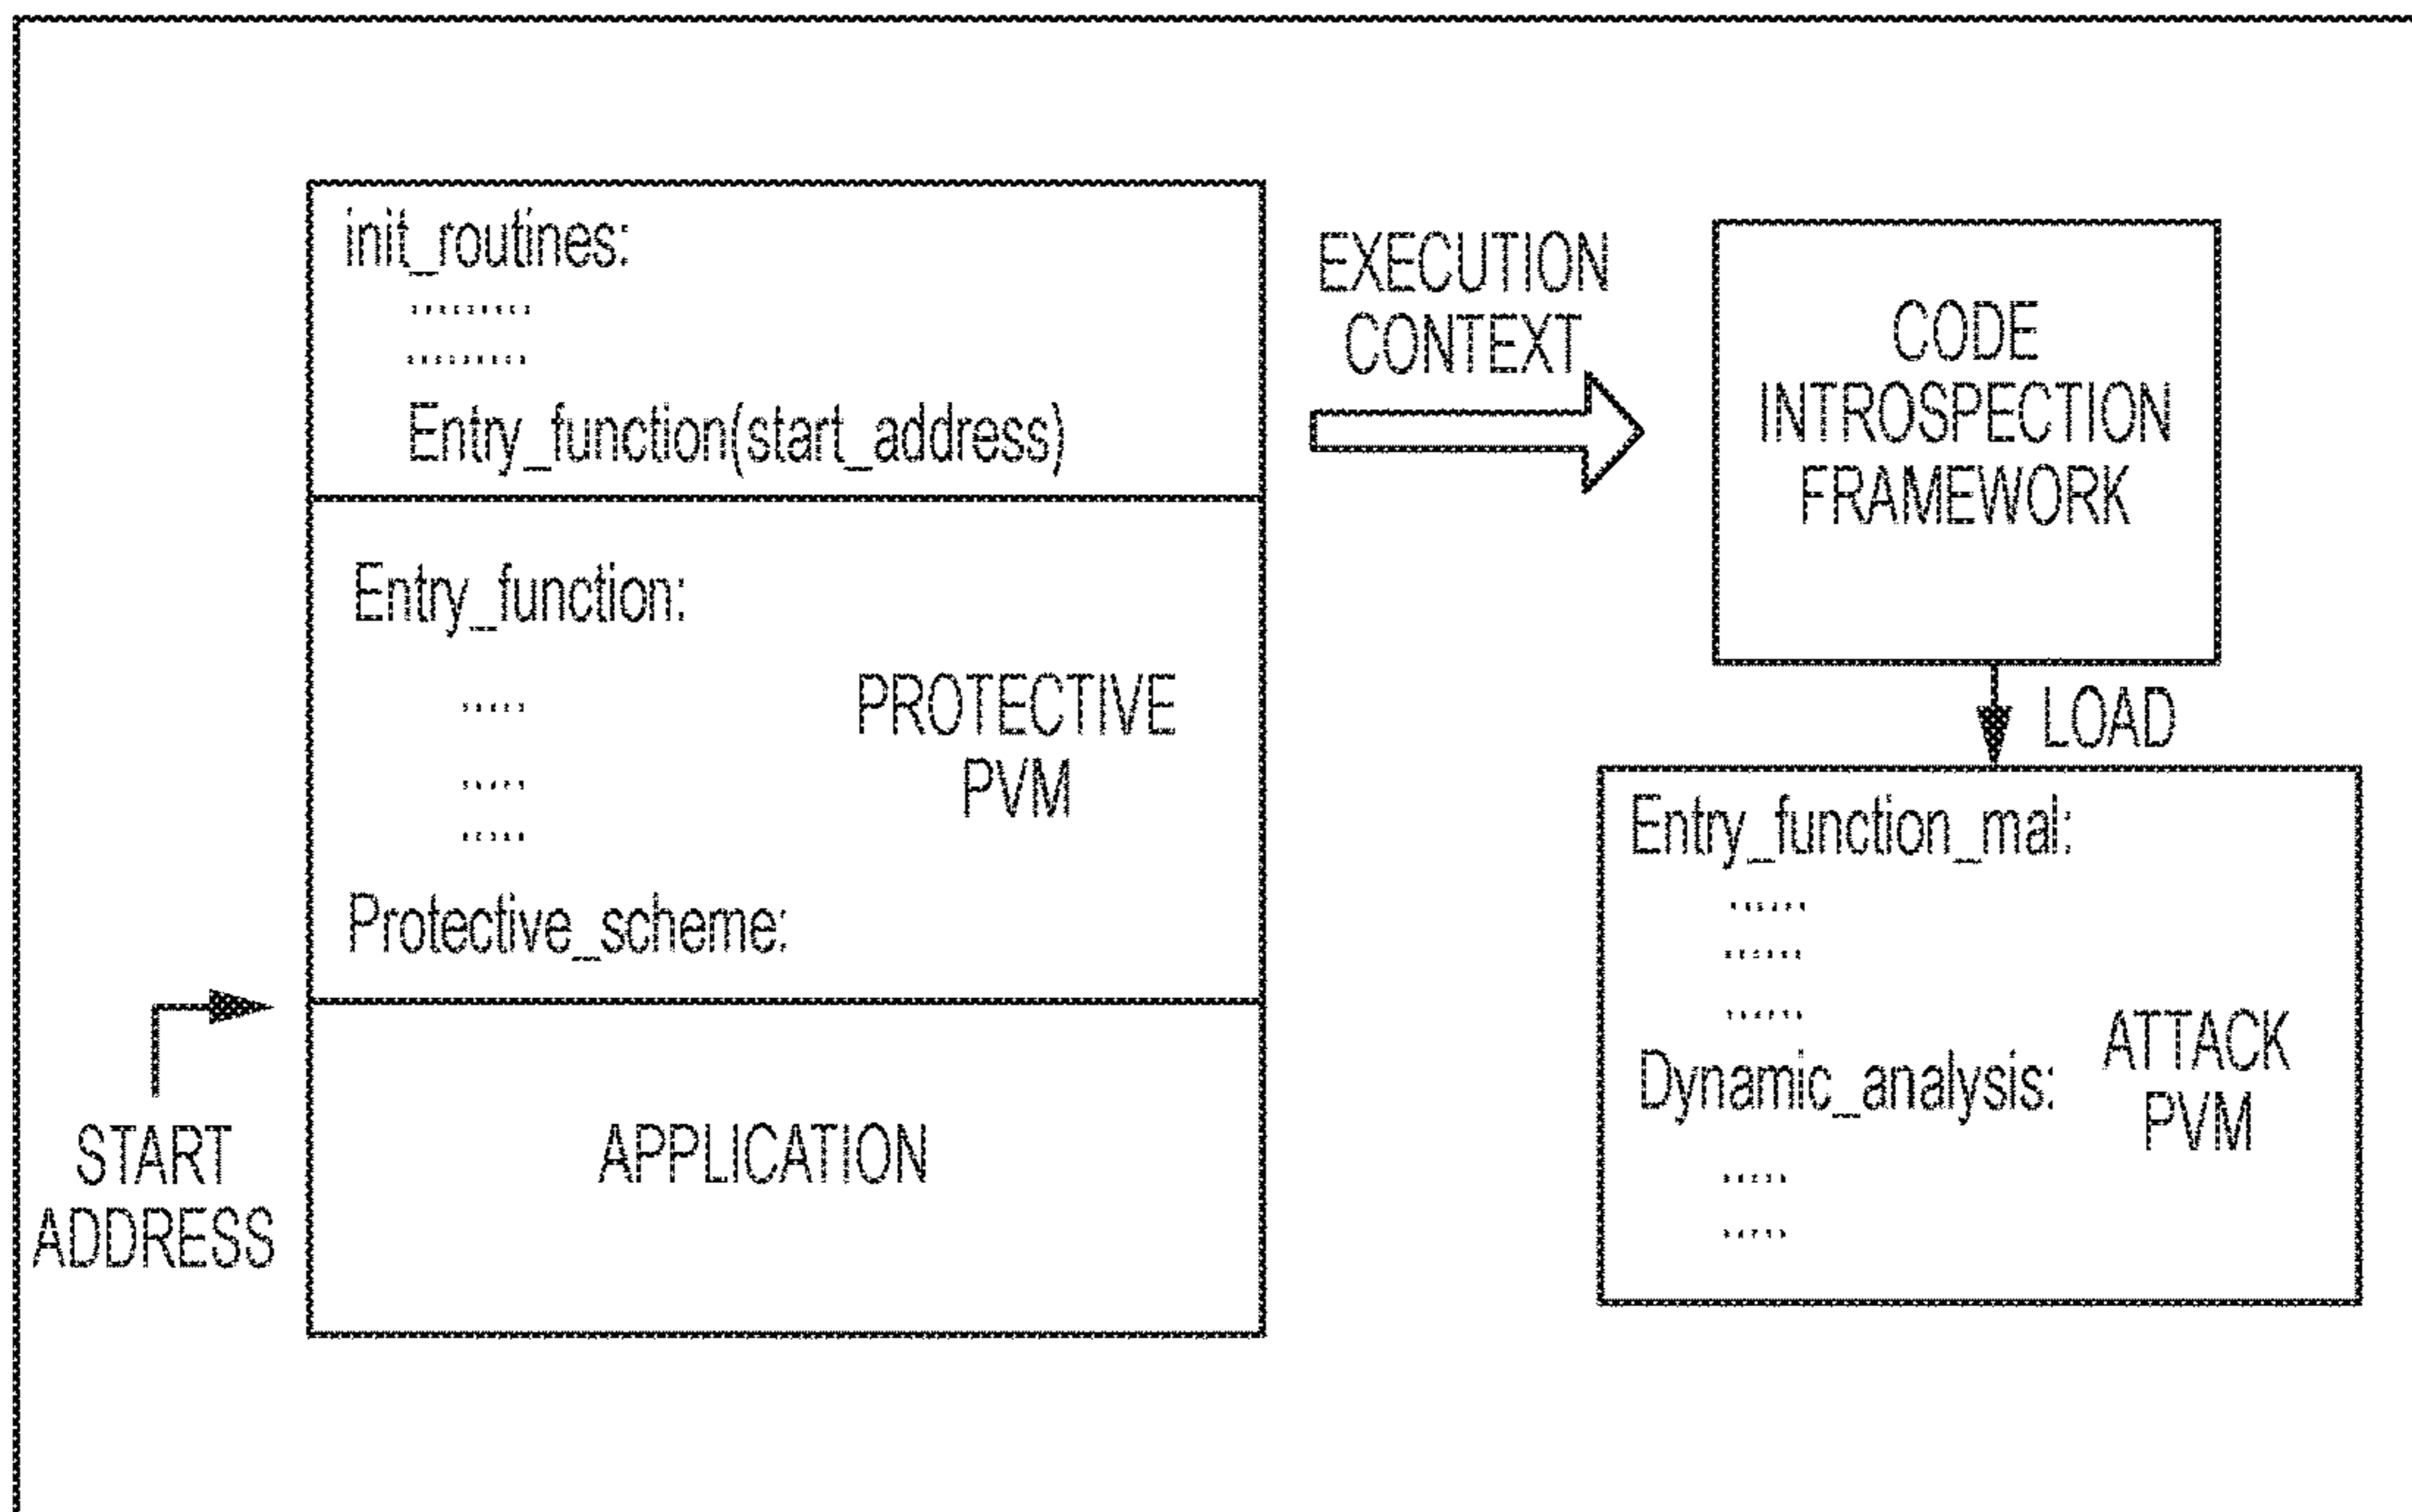 init_routines:
Entry_function(start_address)
Entry_function:
PROTECTIVE
PVM
Protective_scheme:
START
ADDRESS
APPLICATION
EXECUTION
CONTEXT
CODE
INTROSPECTION
FRAMEWORK
LOAD
Entry_function_mal:
Dynamic_analysis:
ATTACK
PVM